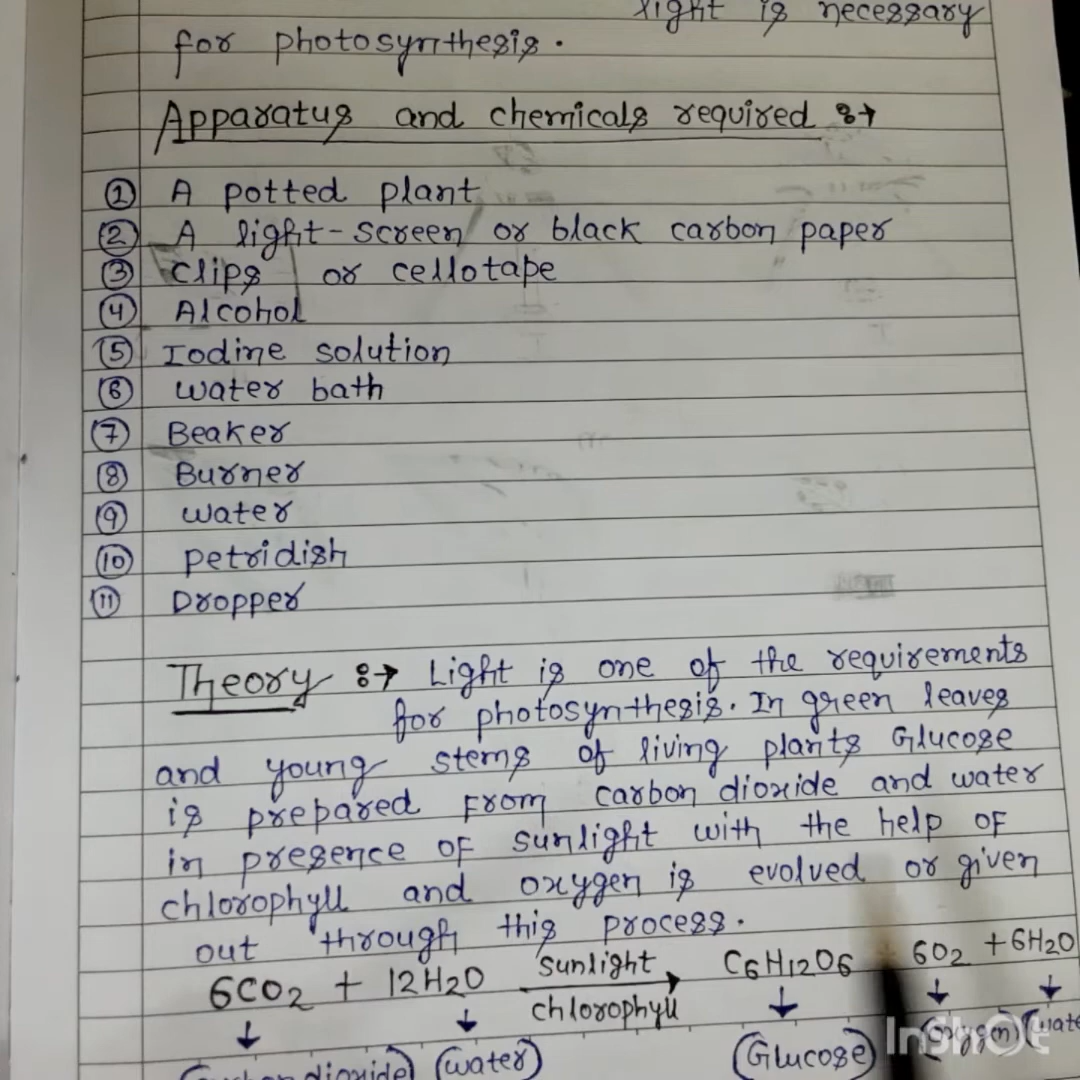 light is necessary
for photosynthesis.
Apparatus and chemicals required :→
① A potted plant
② A light-screen or black carbon paper
③ clips or cellotape
④ Alcohol
⑤ Iodine solution
⑥ water bath
⑦ Beaker
⑧ Burner
⑨ water
⑩ petridish
⑪ Dropper
Theory :→ Light is one of the requirements
for photosynthesis. In green leaves
and young stems of living plants Glucose
is prepared From carbon dioxide and water
in presence of sunlight with the help of
chlorophyll and oxygen is evolved or given
out through this process.
6CO2 + 12H2O sunlight → chlorophyll C6H12O6 6O2 + 6H2O
↓ ↓ ↓ ↓ ↓
dioxide (water) (Glucose) (oxygen) (wate
InShOt